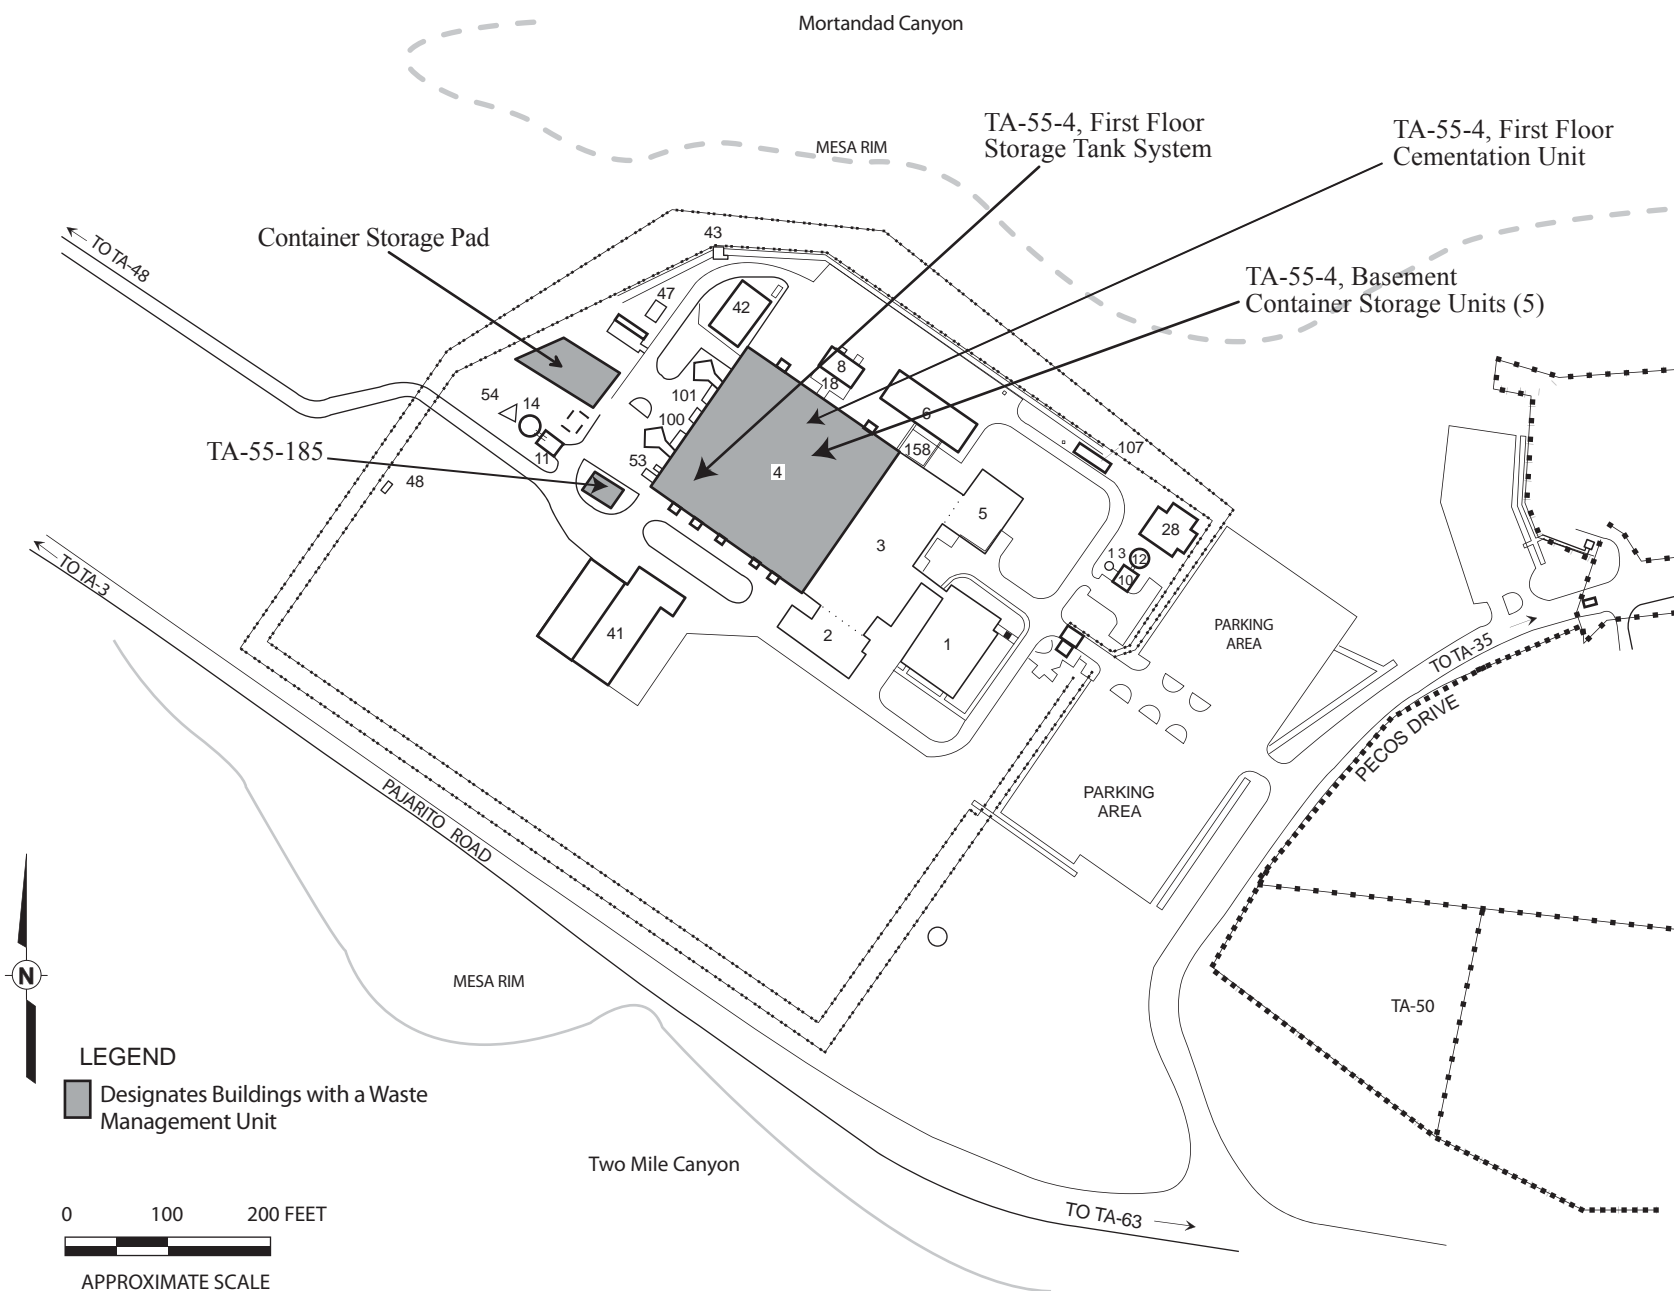 Mortandad Canyon
TA-55-4, First Floor
Storage Tank System
TA-55-4, First Floor
Cementation Unit
MESA RIM
Container Storage Pad
43
TO TA-48
TA-55-4, Basement
Container Storage Units (5)
47
42
8
18
101
54
14
100
6
107
158
TA-55-185
11
53
4
48
5
28
3
1 3
12
10
TO TA-3
41
2
1
PARKING
AREA
TO TA-35
PECOS DRIVE
PAJARITO ROAD
PARKING
AREA
N
MESA RIM
TA-50
LEGEND
Designates Buildings with a Waste
Management Unit
Two Mile Canyon
0 100 200 FEET
TO TA-63
APPROXIMATE SCALE